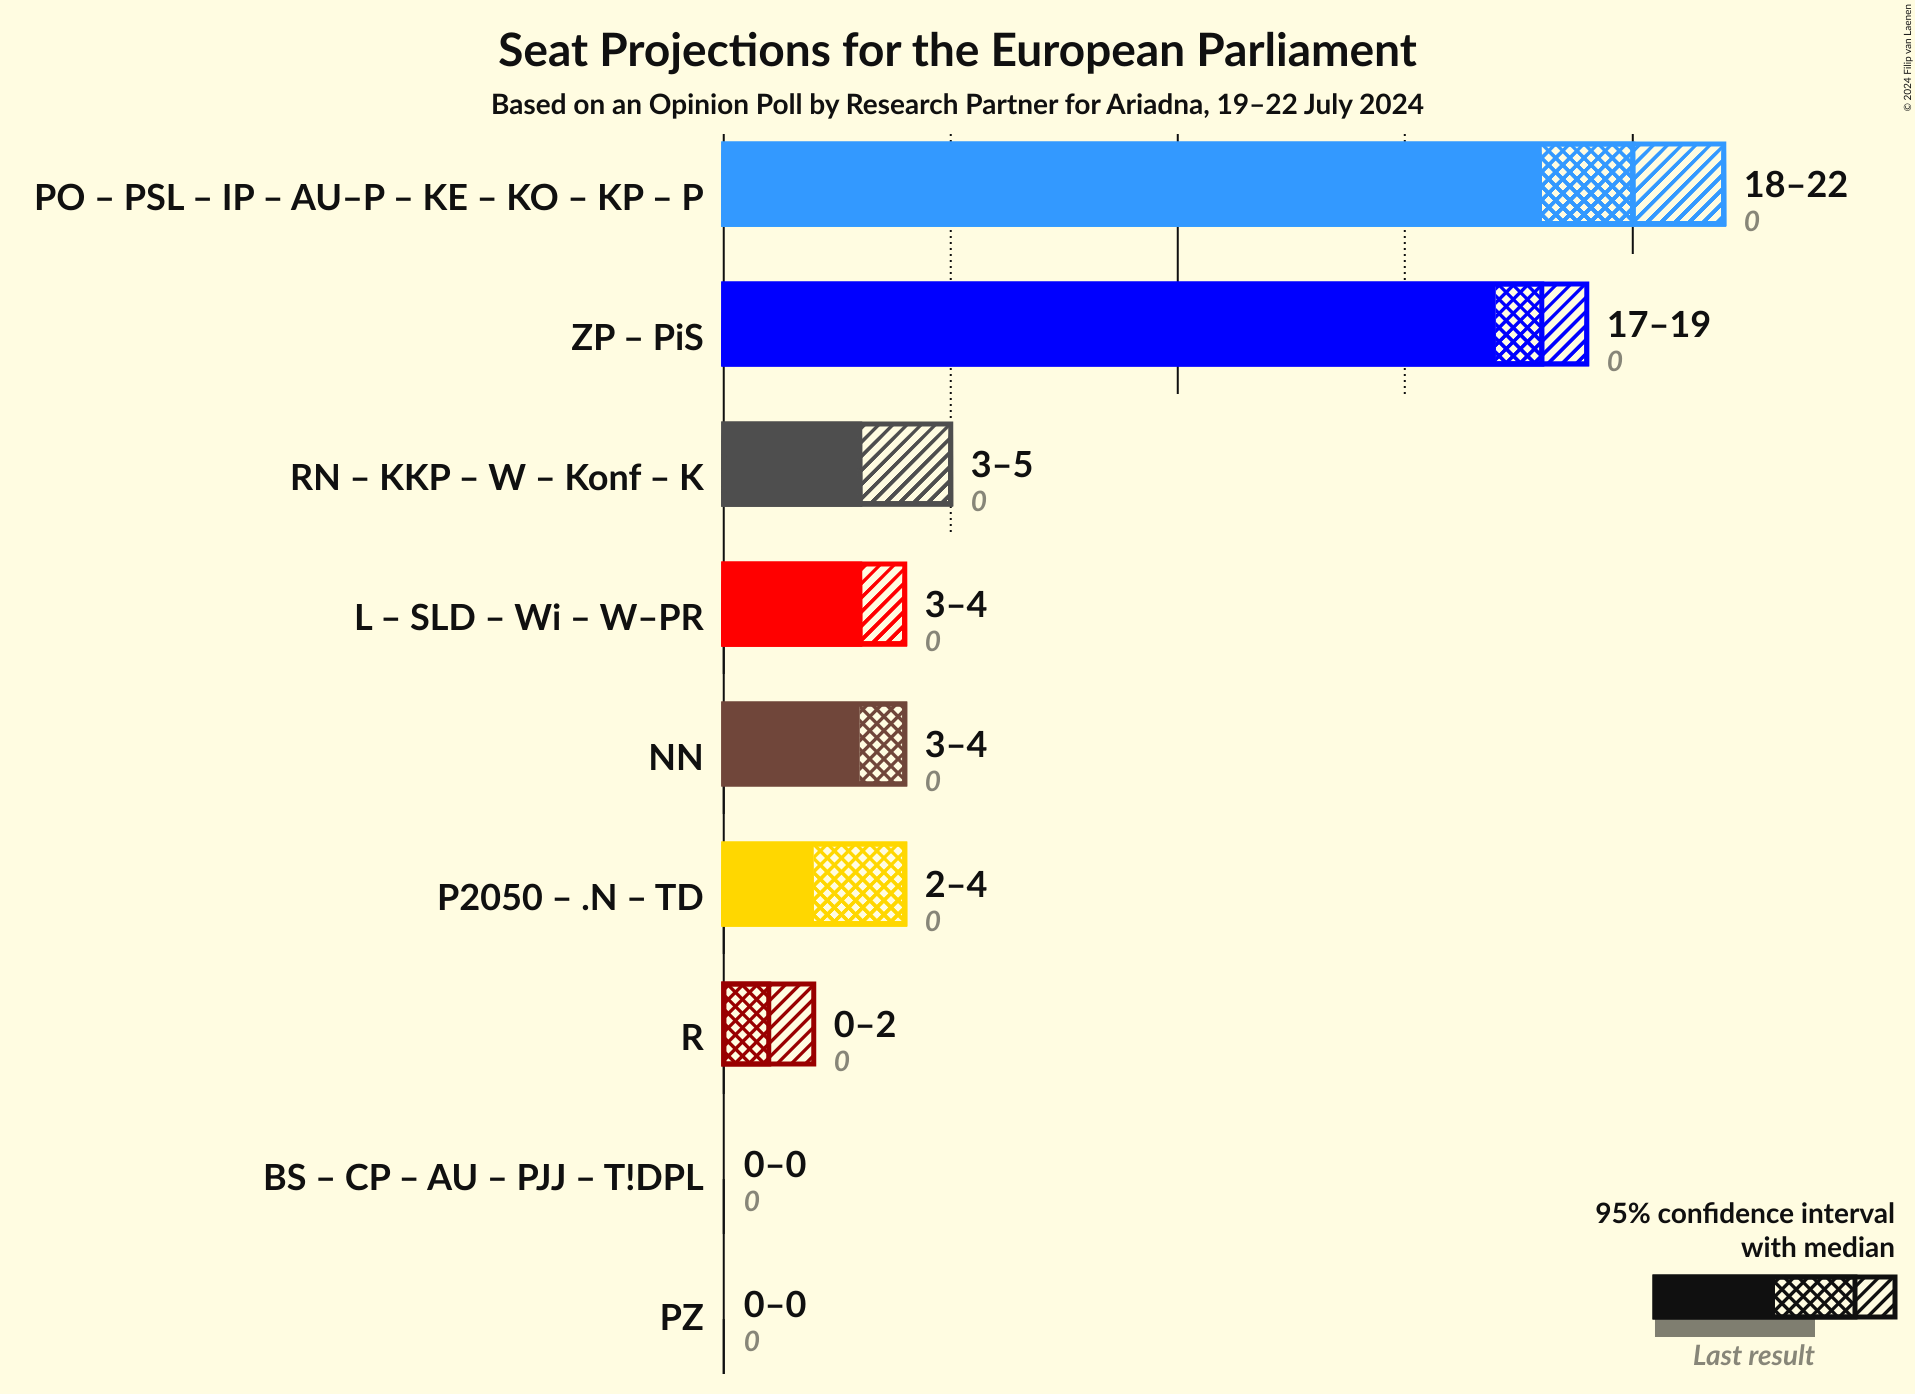 Seat Projections for the European Parliament
Based on an Opinion Poll by Research Partner for Ariadna, 19–22 July 2024
© 2024 Filip van Laenen
PO – PSL – IP – AU–P – KE – KO – KP – P
18–22
0
ZP – PiS
17–19
0
RN – KKP – W – Konf – K
3–5
0
L – SLD – Wi – W–PR
3–4
0
NN
3–4
0
P2050 – .N – TD
2–4
0
R
0–2
0
BS – CP – AU – PJJ – T!DPL
0–0
0
PZ
0–0
0
95% confidence interval
with median
Last result